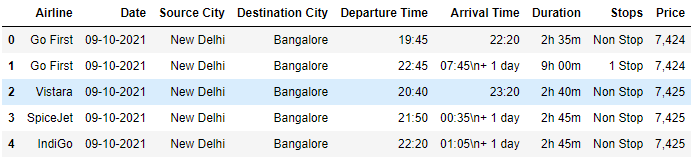 Airline Date Source City Destination City Departure Time Arrival Time Duration Stops Price
0 Go First 09-10-2021 New Delhi Bangalore 19:45 22:20 2h 35m Non Stop 7,424
1 Go First 09-10-2021 New Delhi Bangalore 22:45 07:45\n+ 1 day 9h 00m 1 Stop 7,424
2 Vistara 09-10-2021 New Delhi Bangalore 20:40 23:20 2h 40m Non Stop 7,425
3 SpiceJet 09-10-2021 New Delhi Bangalore 21:50 00:35\n+ 1 day 2h 45m Non Stop 7,425
4 IndiGo 09-10-2021 New Delhi Bangalore 22:20 01:05\n+ 1 day 2h 45m Non Stop 7,425